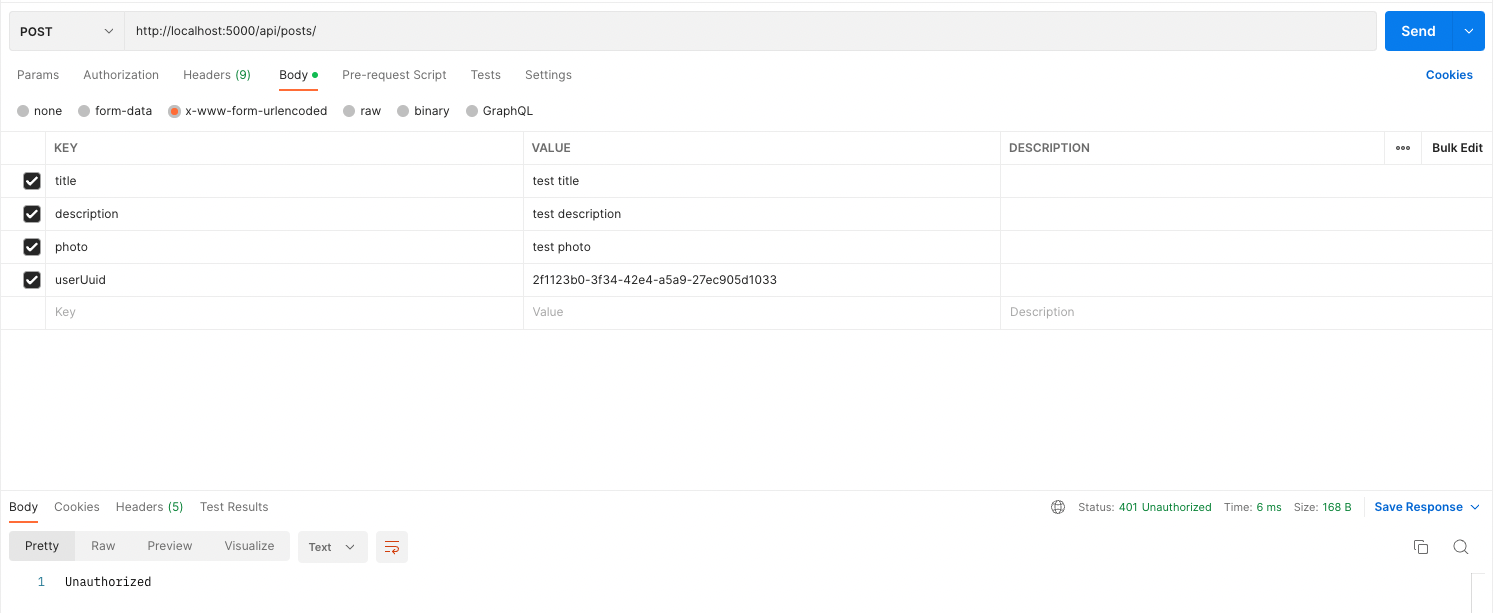 POST http://localhost:5000/api/posts/ Send
Params Authorization Headers (9) Body Pre-request Script Tests Settings Cookies
none form-data x-www-form-urlencoded raw binary GraphQL
KEY VALUE DESCRIPTION ••• Bulk Edit
title test title
description test description
photo test photo
userUuid 2f1123b0-3f34-42e4-a5a9-27ec905d1033
Key Value Description
Body Cookies Headers (5) Test Results Status: 401 Unauthorized Time: 6 ms Size: 168 B Save Response
Pretty Raw Preview Visualize Text
1 Unauthorized